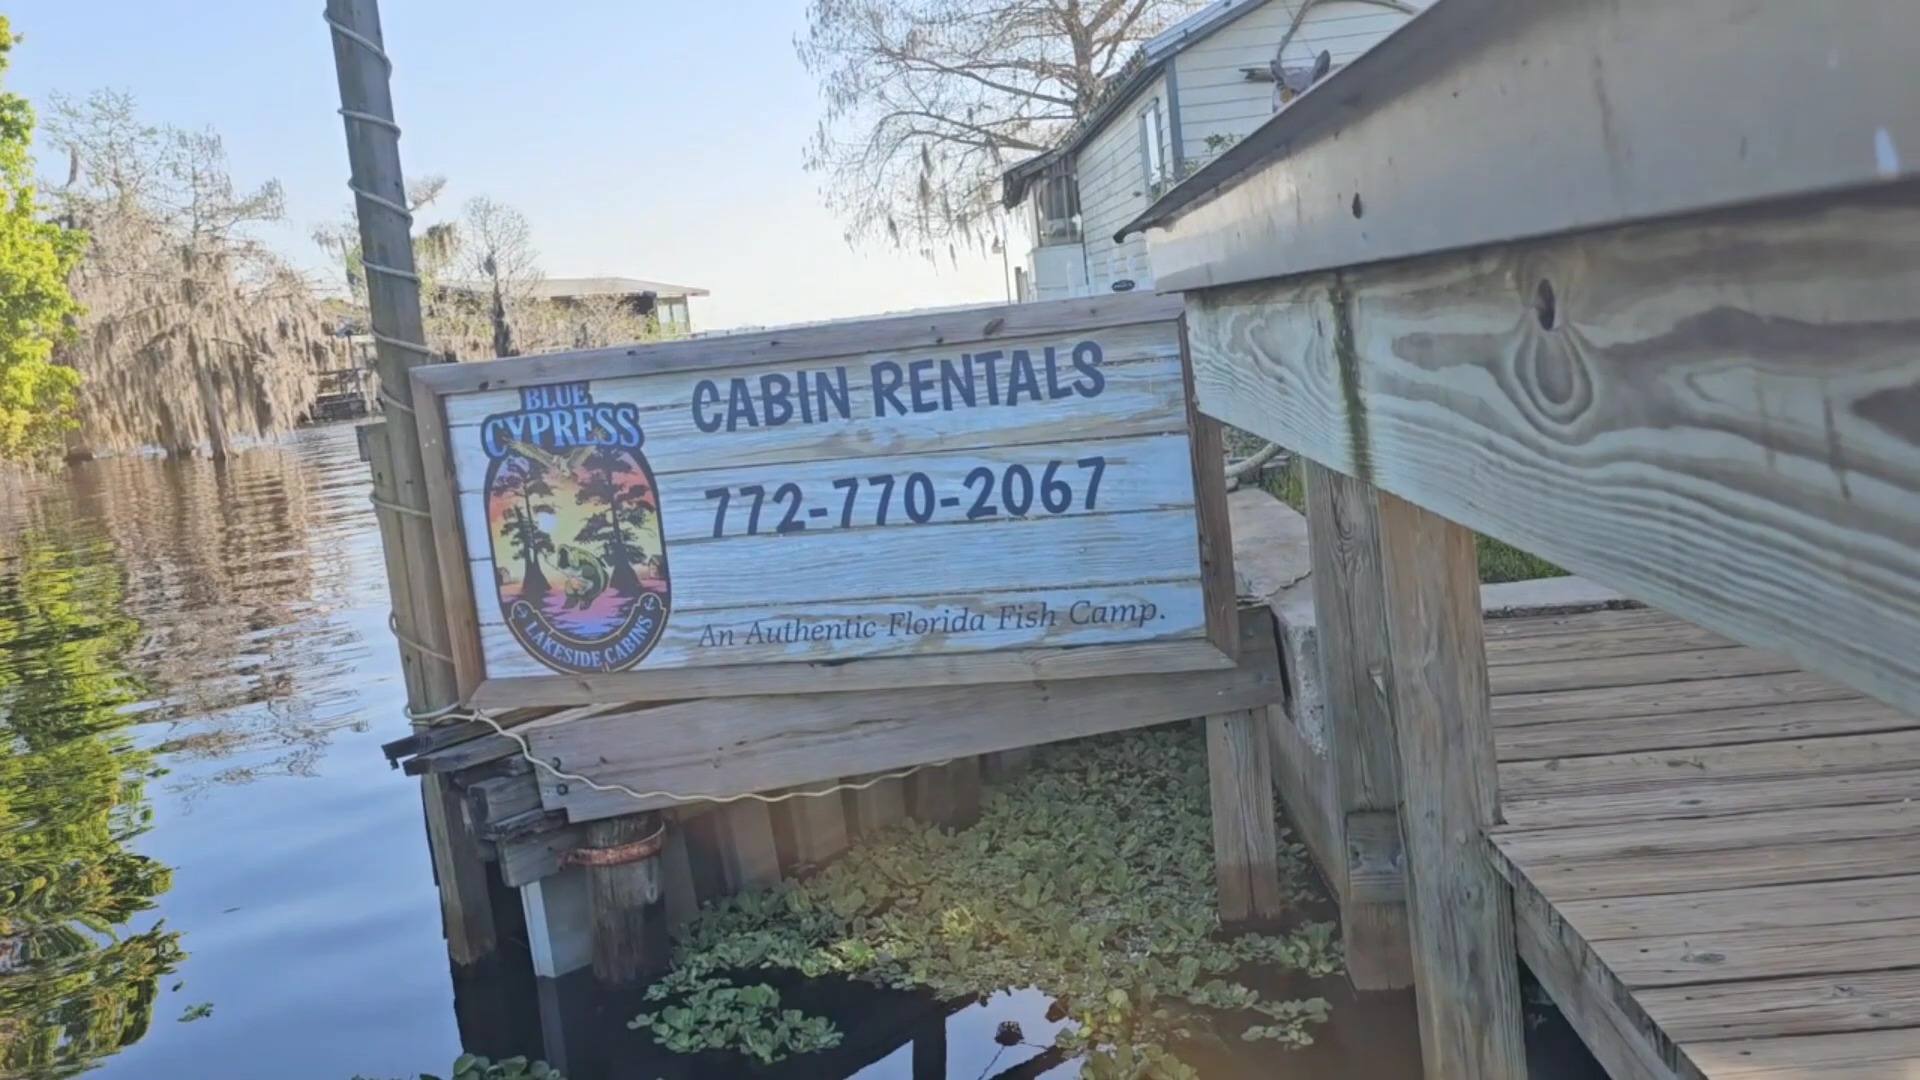 BLUE
CYPRESS
LAKESIDE CABINS
CABIN RENTALS
772-770-2067
An Authentic Florida Fish Camp.